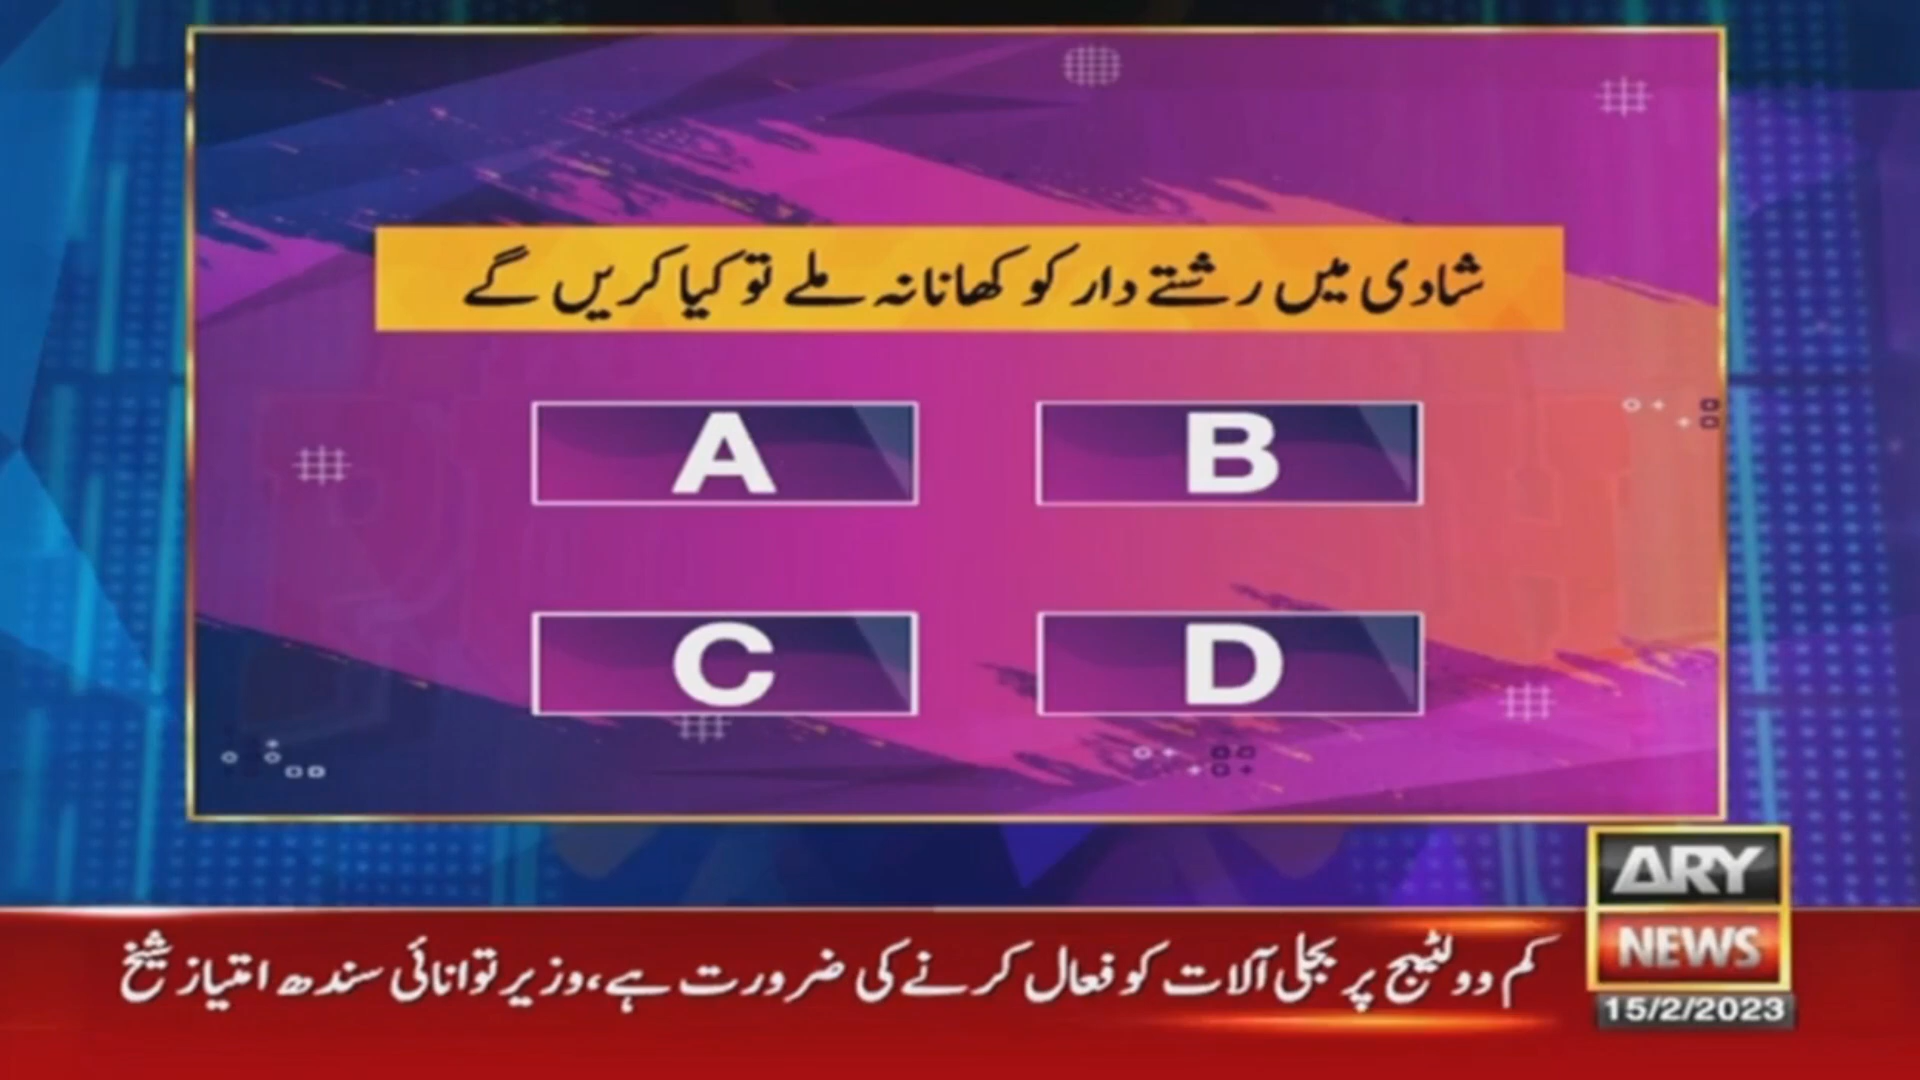 شادی میں رشتے دار کو کھانا نہ ملے تو کیا کریں گے
A
B
C
D
ARY
NEWS
15/2/2023
کم وولٹیج پر بجلی آلات کو فعال کرنے کی ضرورت ہے، وزیر توانائی سندھ امتیاز شیخ